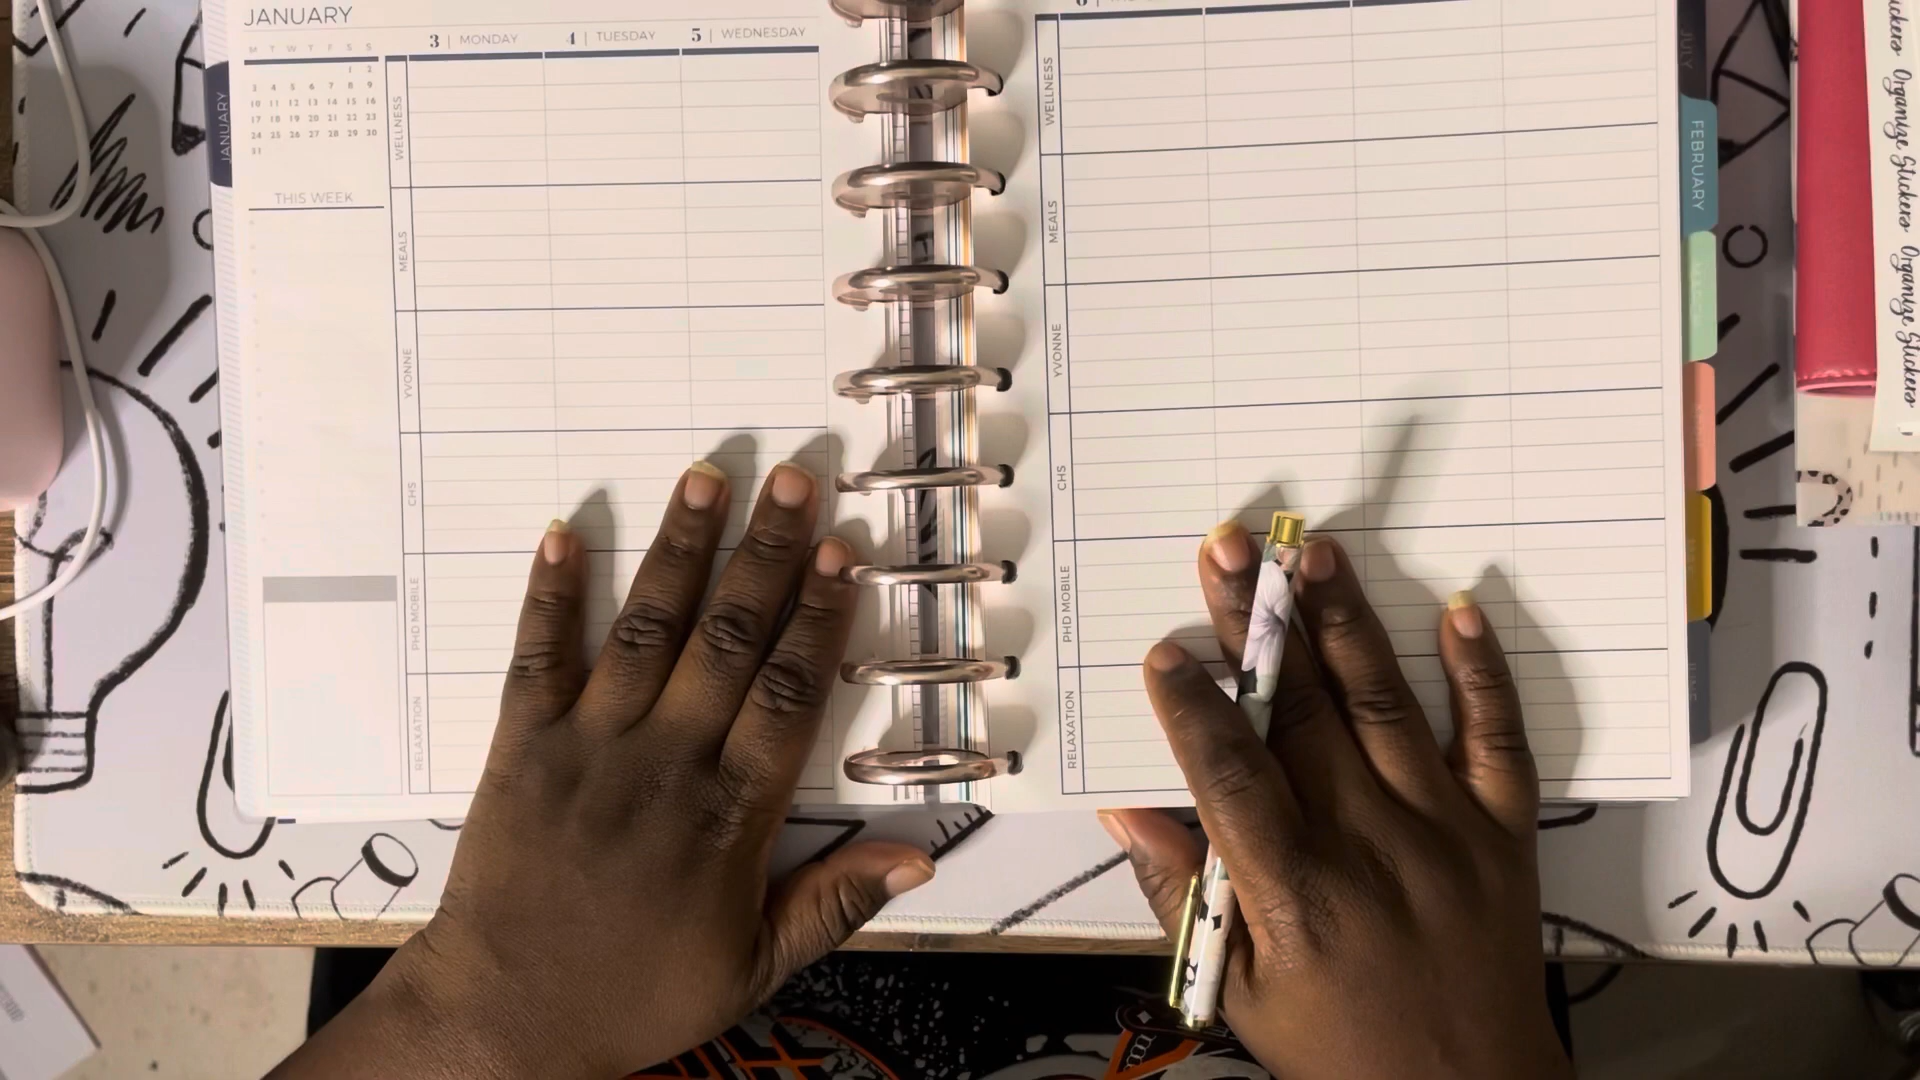 JANUARY
M T W T F S S
1 2
3 4 5 6 7 8 9
10 11 12 13 14 15 16
17 18 19 20 21 22 23
24 25 26 27 28 29 30
31
THIS WEEK
JANUARY
3 | MONDAY
4 | TUESDAY
5 | WEDNESDAY
WELLNESS
MEALS
YVONNE
CHS
PHD MOBILE
RELAXATION
6
WELLNESS
MEALS
YVONNE
CHS
PHD MOBILE
RELAXATION
JULY
FEBRUARY
MARCH
JUNE
Organize Stickers Organize Stickers